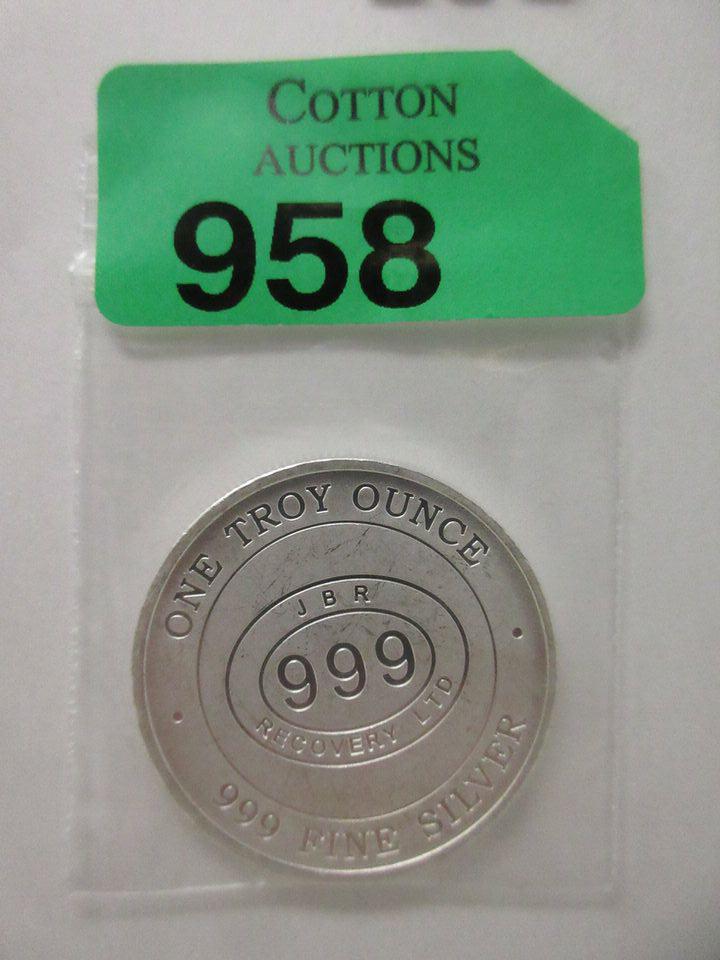 COTTON
AUCTIONS
958
ONE TROY OUNCE
JBR
999
RECOVERY LTD
999 FINE SILVER